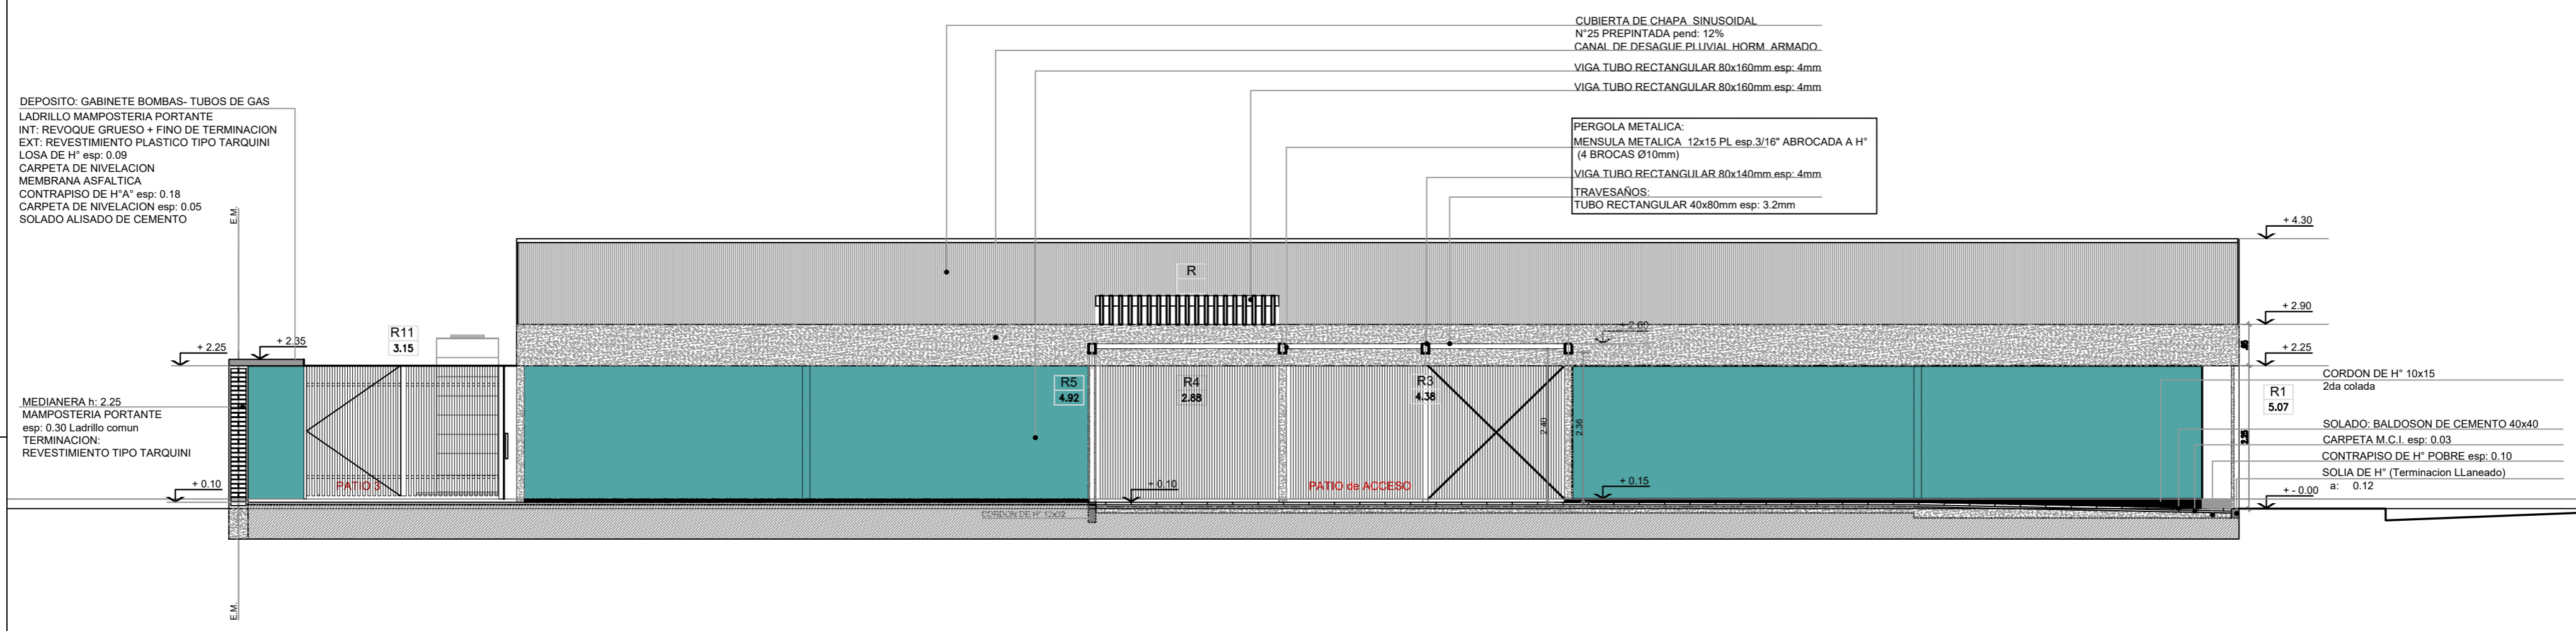 CUBIERTA DE CHAPA SINUSOIDAL
N°25 PREPINTADA pend: 12%
CANAL DE DESAGUE PLUVIAL HORM. ARMADO
VIGA TUBO RECTANGULAR 80x160mm esp: 4mm
VIGA TUBO RECTANGULAR 80x160mm esp: 4mm
PERGOLA METALICA:
MENSULA METALICA 12x15 PL esp.3/16" ABROCADA A H°
(4 BROCAS Ø10mm)
VIGA TUBO RECTANGULAR 80x140mm esp: 4mm
TRAVESAÑOS:
TUBO RECTANGULAR 40x80mm esp: 3.2mm
DEPOSITO: GABINETE BOMBAS- TUBOS DE GAS
LADRILLO MAMPOSTERIA PORTANTE
INT: REVOQUE GRUESO + FINO DE TERMINACION
EXT: REVESTIMIENTO PLASTICO TIPO TARQUINI
LOSA DE H° esp: 0.09
CARPETA DE NIVELACION
MEMBRANA ASFALTICA
CONTRAPISO DE H°A° esp: 0.18
CARPETA DE NIVELACION esp: 0.05
SOLADO ALISADO DE CEMENTO
E.M.
+ 4.30
R
+ 2.90
+ 2.60
R11
3.15
+ 2.25
+ 2.35
.65
+ 2.25
MEDIANERA h: 2.25
MAMPOSTERIA PORTANTE
esp: 0.30 Ladrillo comun
TERMINACION:
REVESTIMIENTO TIPO TARQUINI
R5
4.92
R4
2.88
R3
4.38
2.40
2.36
R1
5.07
2.25
CORDON DE H° 10x15
2da colada
SOLADO: BALDOSON DE CEMENTO 40x40
CARPETA M.C.I. esp: 0.03
CONTRAPISO DE H° POBRE esp: 0.10
SOLIA DE H° (Terminacion LLaneado)
a: 0.12
+ 0.10
PATIO 3
+ 0.10
PATIO de ACCESO
+ 0.15
+ - 0.00
CORDON DE H° 12x32
E.M.